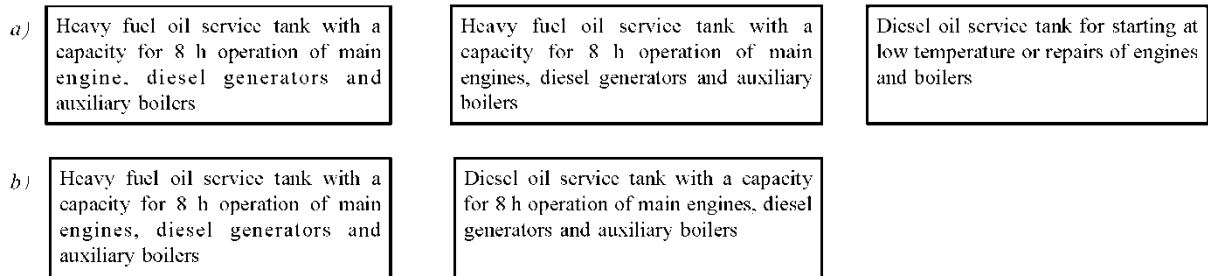 a) Heavy fuel oil service tank with a
capacity for 8 h operation of main
engine, diesel generators and
auxiliary boilers
Heavy fuel oil service tank with a
capacity for 8 h operation of main
engines, diesel generators and auxiliary
boilers
Diesel oil service tank for starting at
low temperature or repairs of engines
and boilers
b) Heavy fuel oil service tank with a
capacity for 8 h operation of main
engines, diesel generators and
auxiliary boilers
Diesel oil service tank with a capacity
for 8 h operation of main engines, diesel
generators and auxiliary boilers